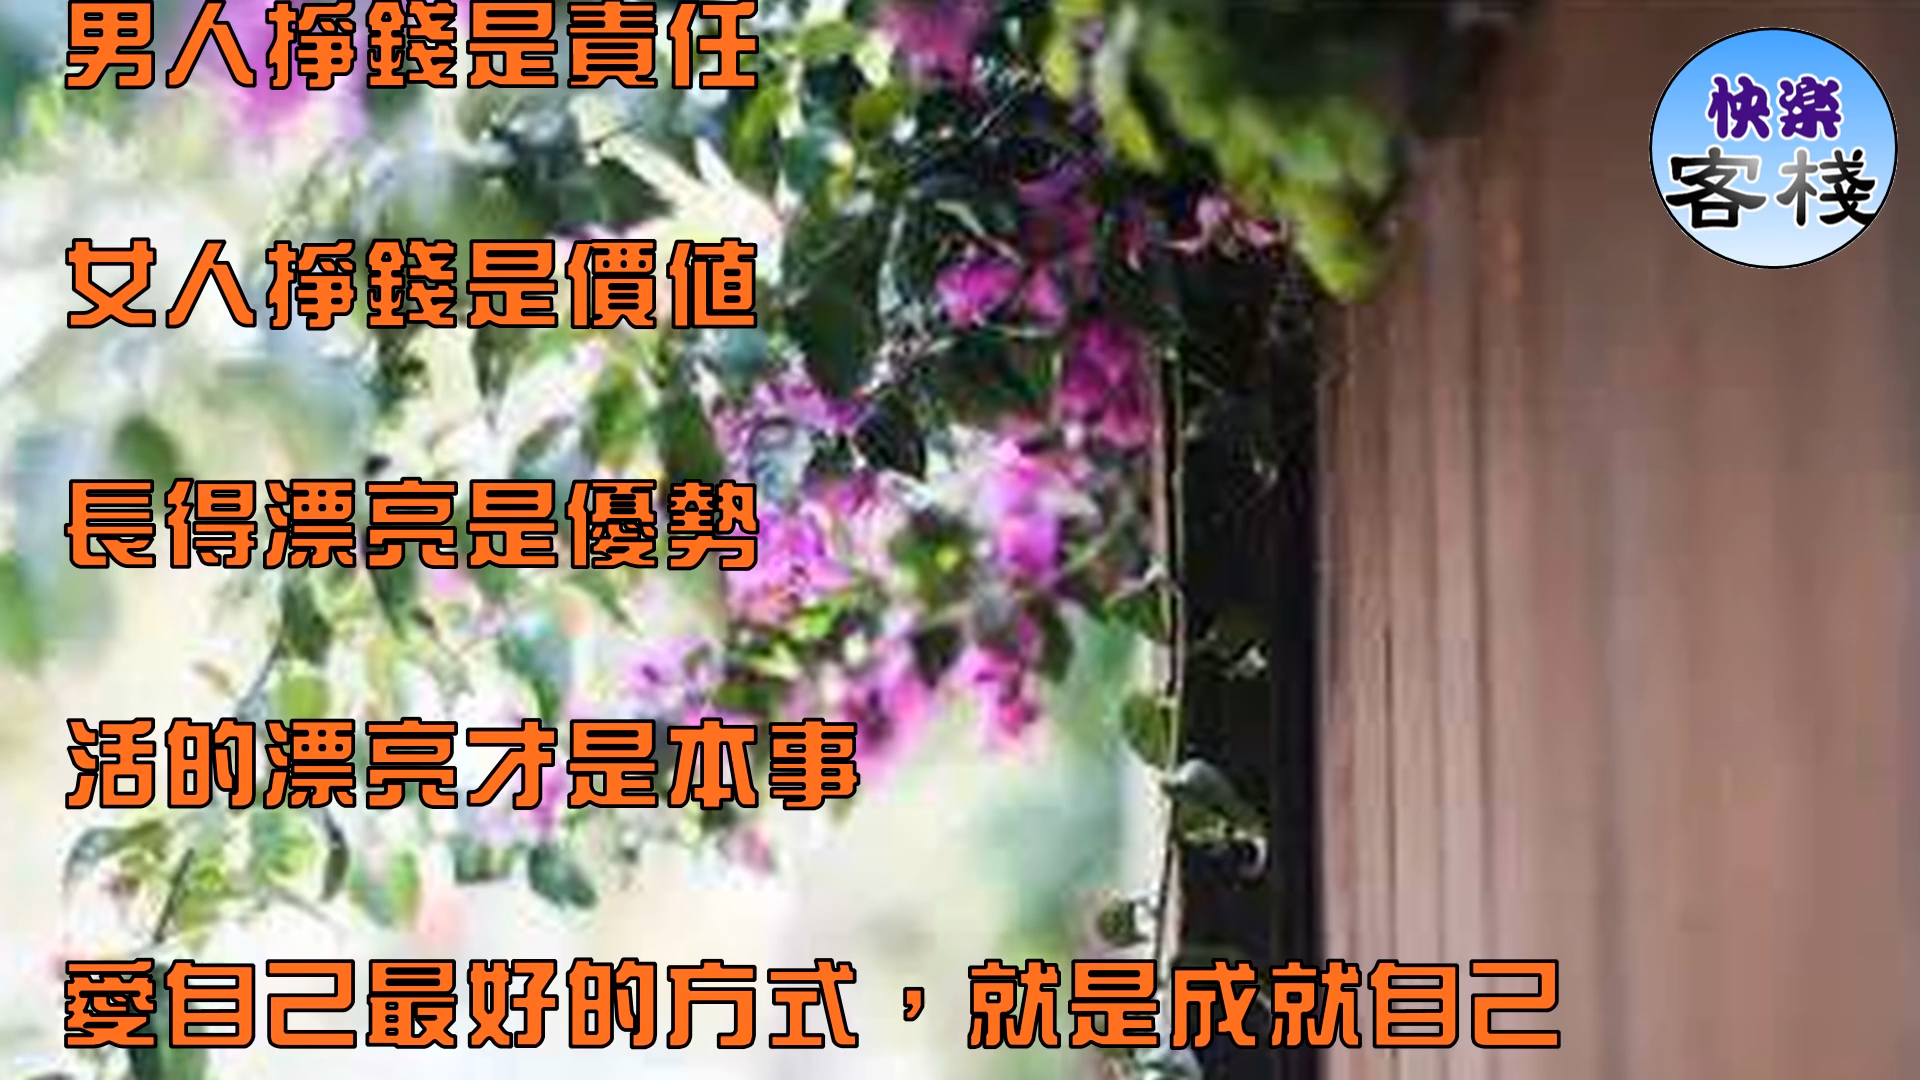 男人掙錢是責任
女人掙錢是價值
長得漂亮是優勢
活的漂亮才是本事
愛自己最好的方式，就是成就自己
快楽
客棧